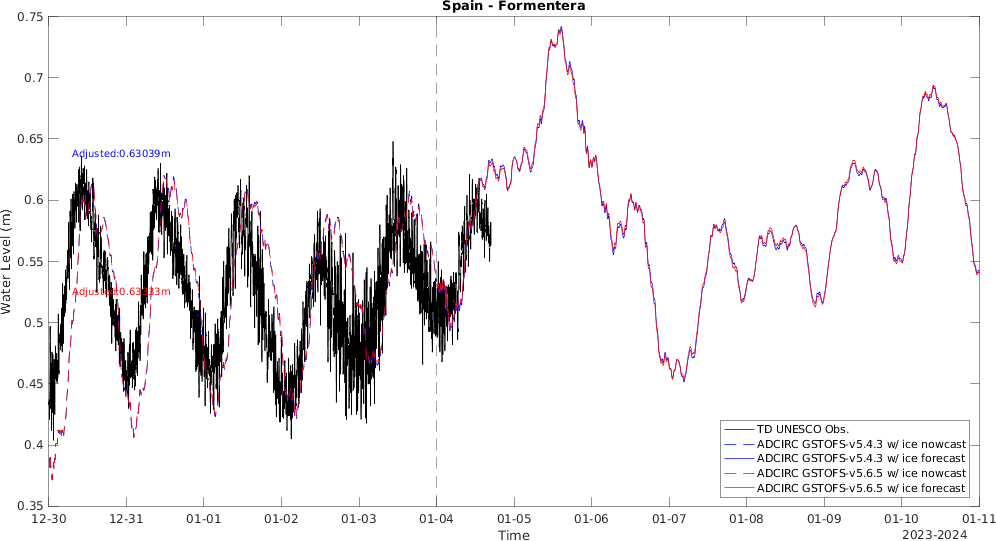 Spain - Formentera
0.75
0.7
0.65
0.6
0.55
0.5
0.45
0.4
0.35
Water Level (m)
Adjusted:0.63039m
12-30
12-31
01-01
01-02
01-03
01-04
01-05
01-06
01-07
01-08
01-09
01-10
01-11
Time
2023-2024
TD UNESCO Obs.
ADCIRC GSTOFS-v5.4.3 w/ ice nowcast
ADCIRC GSTOFS-v5.4.3 w/ ice forecast
ADCIRC GSTOFS-v5.6.5 w/ ice nowcast
ADCIRC GSTOFS-v5.6.5 w/ ice forecast